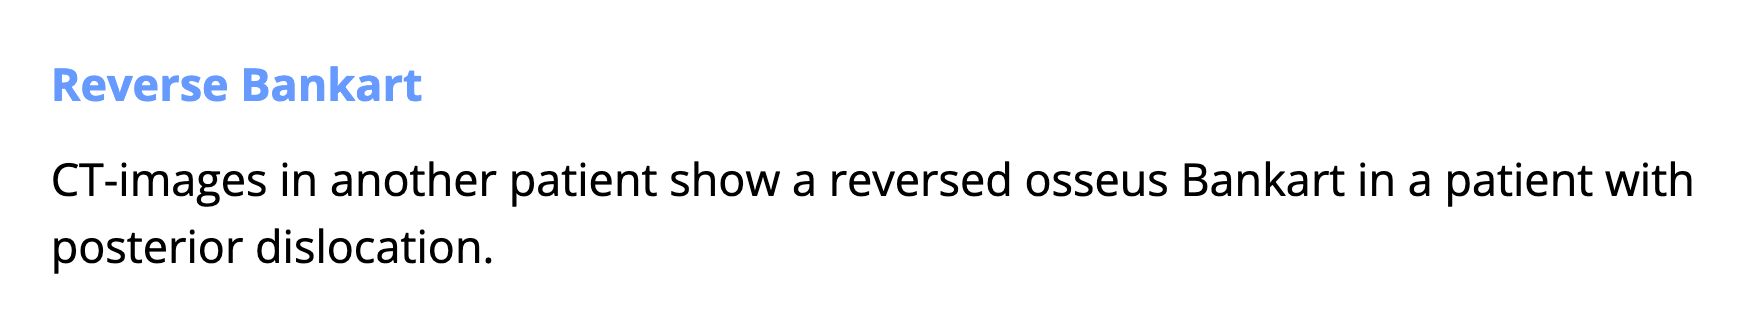 Reverse Bankart
CT-images in another patient show a reversed osseus Bankart in a patient with
posterior dislocation.